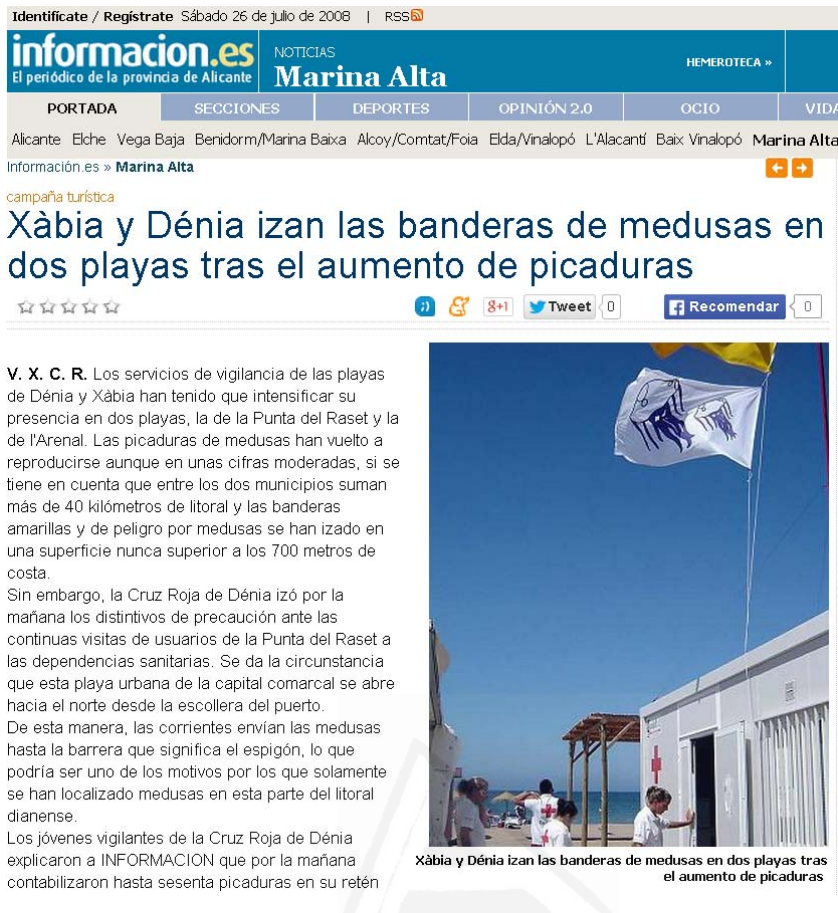 Identifícate / Regístrate Sábado 26 de julio de 2008 | RSS
informacion.es
El periódico de la provincia de Alicante
NOTICIAS
Marina Alta
HEMEROTECA »
PORTADA SECCIONES DEPORTES OPINIÓN 2.0 OCIO VIDA
Alicante Elche Vega Baja Benidorm/Marina Baixa Alcoy/Comtat/Foia Elda/Vinalopó L'Alacantí Baix Vinalopó Marina Alta
Información.es » Marina Alta
campaña turística
Xàbia y Dénia izan las banderas de medusas en
dos playas tras el aumento de picaduras
g+1 Tweet 0 Recomendar 0
V. X. C. R. Los servicios de vigilancia de las playas
de Dénia y Xàbia han tenido que intensificar su
presencia en dos playas, la de la Punta del Raset y la
de l'Arenal. Las picaduras de medusas han vuelto a
reproducirse aunque en unas cifras moderadas, si se
tiene en cuenta que entre los dos municipios suman
más de 40 kilómetros de litoral y las banderas
amarillas y de peligro por medusas se han izado en
una superficie nunca superior a los 700 metros de
costa.
Sin embargo, la Cruz Roja de Dénia izó por la
mañana los distintivos de precaución ante las
continuas visitas de usuarios de la Punta del Raset a
las dependencias sanitarias. Se da la circunstancia
que esta playa urbana de la capital comarcal se abre
hacia el norte desde la escollera del puerto.
De esta manera, las corrientes envían las medusas
hasta la barrera que significa el espigón, lo que
podría ser uno de los motivos por los que solamente
se han localizado medusas en esta parte del litoral
dianense.
Los jóvenes vigilantes de la Cruz Roja de Dénia
explicaron a INFORMACION que por la mañana
contabilizaron hasta sesenta picaduras en su retén
Xàbia y Dénia izan las banderas de medusas en dos playas tras
el aumento de picaduras